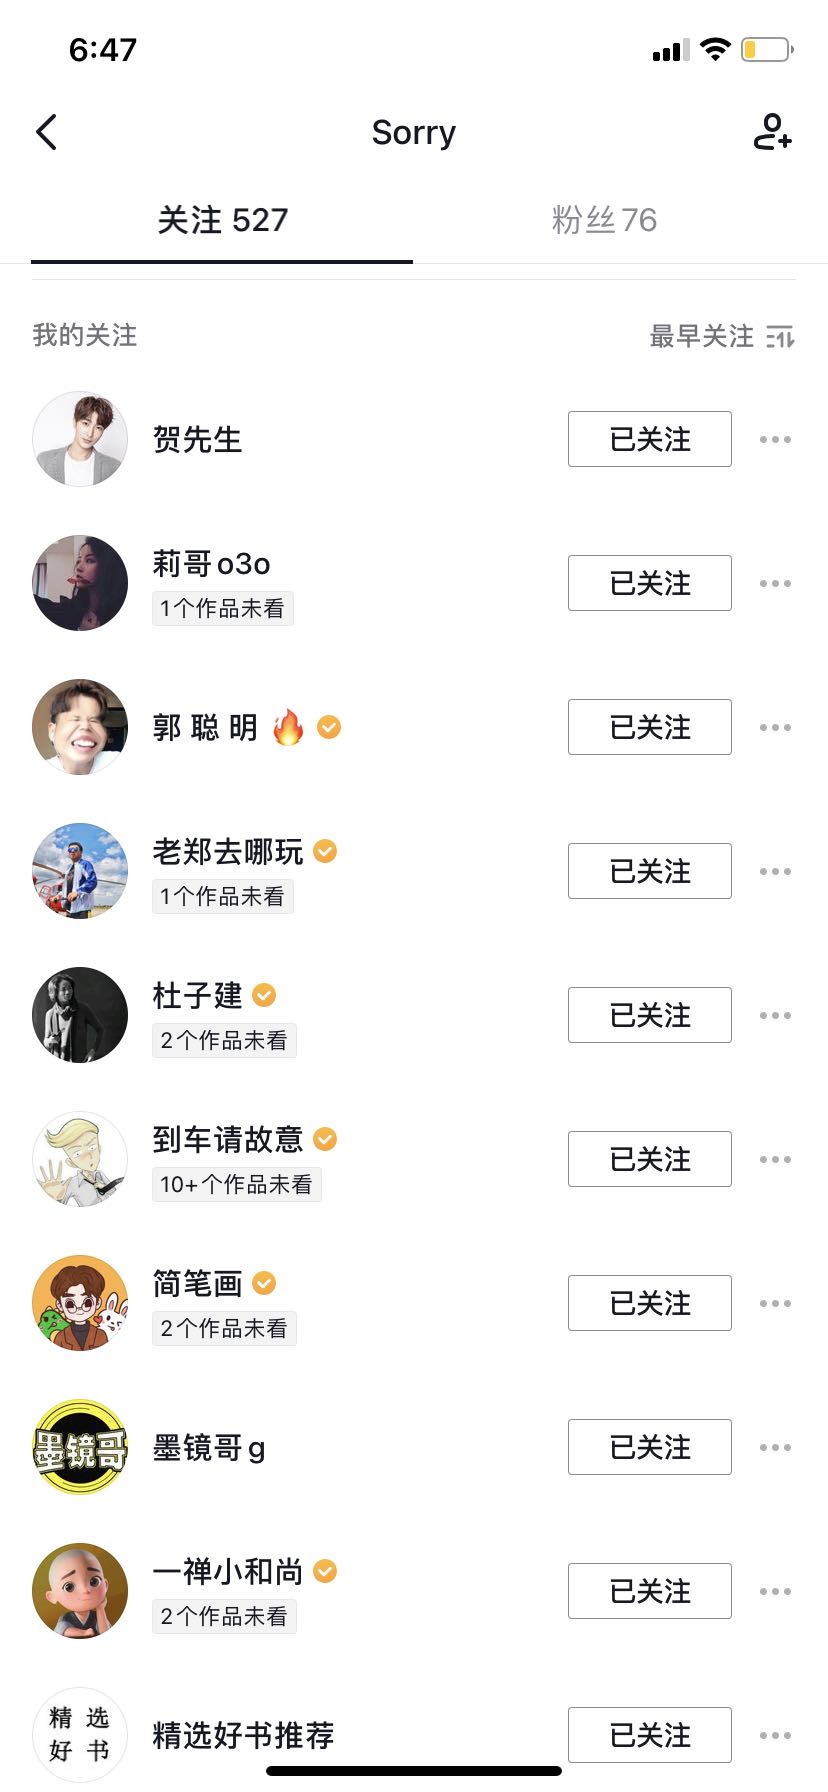 6:47
Sorry
关注 527
粉丝 76
我的关注
最早关注
贺先生
已关注
莉哥o3o
1个作品未看
已关注
郭 聪 明 🔥
已关注
老郑去哪玩
1个作品未看
已关注
杜子建
2个作品未看
已关注
到车请故意
10+个作品未看
已关注
简笔画
2个作品未看
已关注
墨镜哥
墨镜哥g
已关注
一禅小和尚
2个作品未看
已关注
精 选
好 书
精选好书推荐
已关注